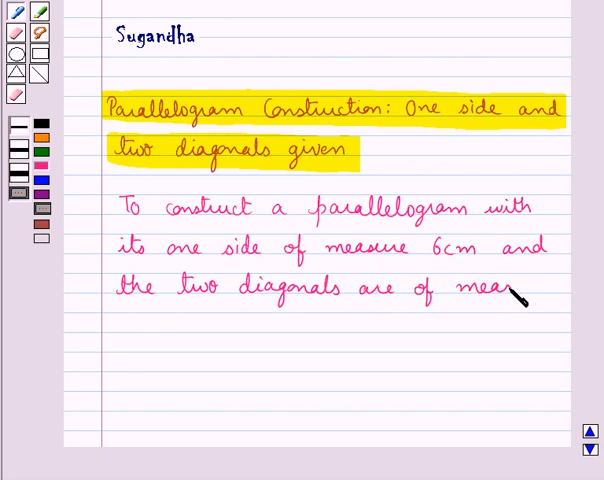 Sugandha
Parallelogram Construction: One side and
two diagonals given
To construct a parallelogram with
its one side of measure 6cm and
the two diagonals are of meas